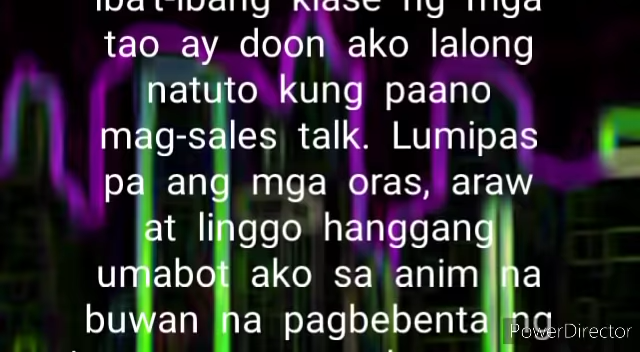 iba't-ibang klase ng mga
tao ay doon ako lalong
natuto kung paano
mag-sales talk. Lumipas
pa ang mga oras, araw
at linggo hanggang
umabot ako sa anim na
buwan na pagbebenta ng
PowerDirector